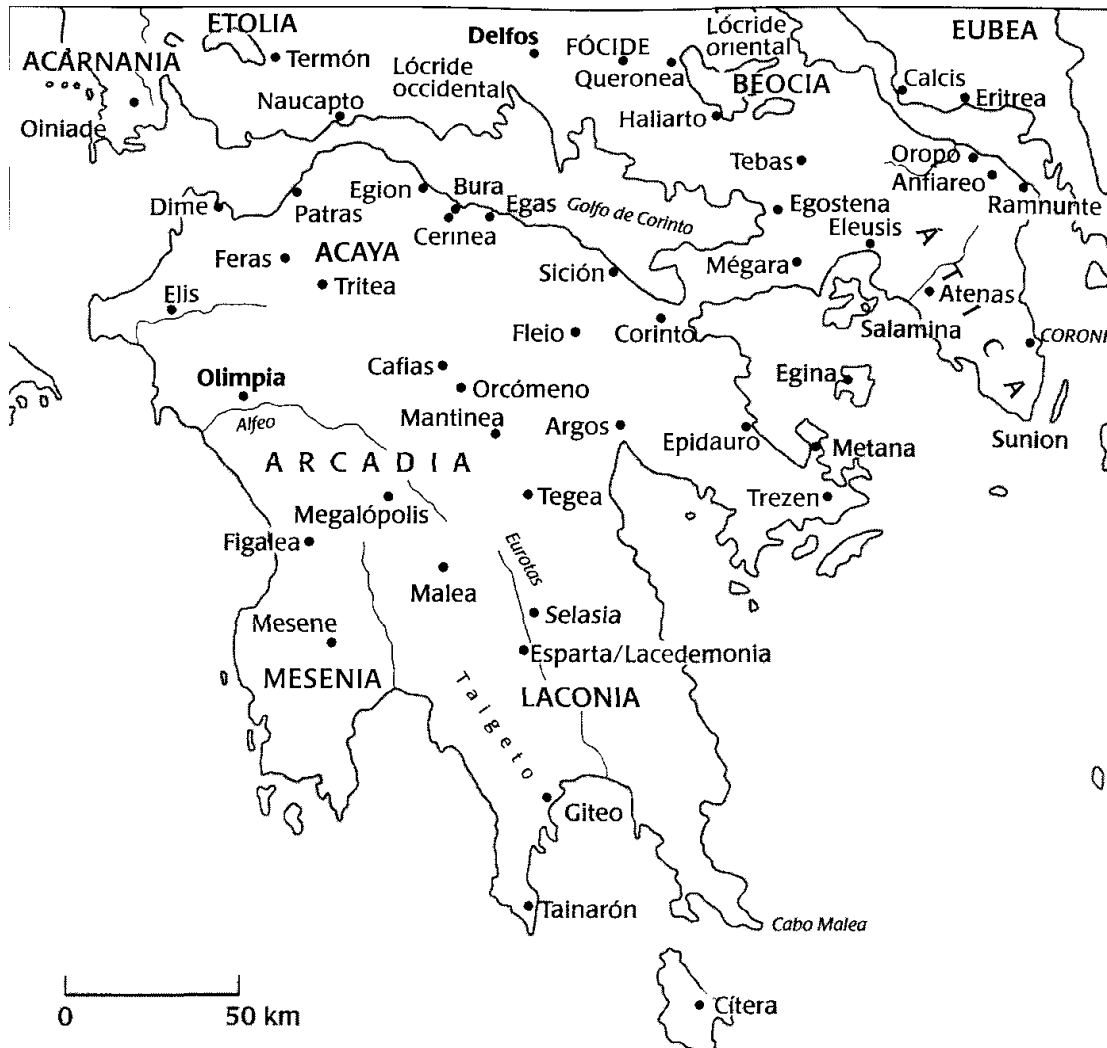 ETOLIA
Delfos
Lócride
oriental
EUBEA
ACARNANIA
Termón
Lócride
occidental
FÓCIDE
Queronea
BEOCIA
Calcis
Eritrea
Oiniade
Naucapto
Haliarto
Tebas
Oropo
Anfiareo
Ramnunte
Dime
Patras
Egion
Bura
Cerinea
Egas
Golfo de Corinto
Egostena
Eleusis
Feras
ACAYA
Tritea
Sición
Mégara
ATICA
Elis
Atenas
Fleio
Corinto
Salamina
Cafias
Orcómeno
Egina
Olimpia
Alfeo
Mantinea
Argos
Epidauro
Metana
Sunion
ARCADIA
Megalópolis
Tegea
Trezen
Figalea
Eurotas
Malea
Selasia
Mesene
Esparta/Lacedemonia
MESENIA
Taigeto
LACONIA
Giteo
Tainarón
Cabo Malea
Cítera
0 50 km